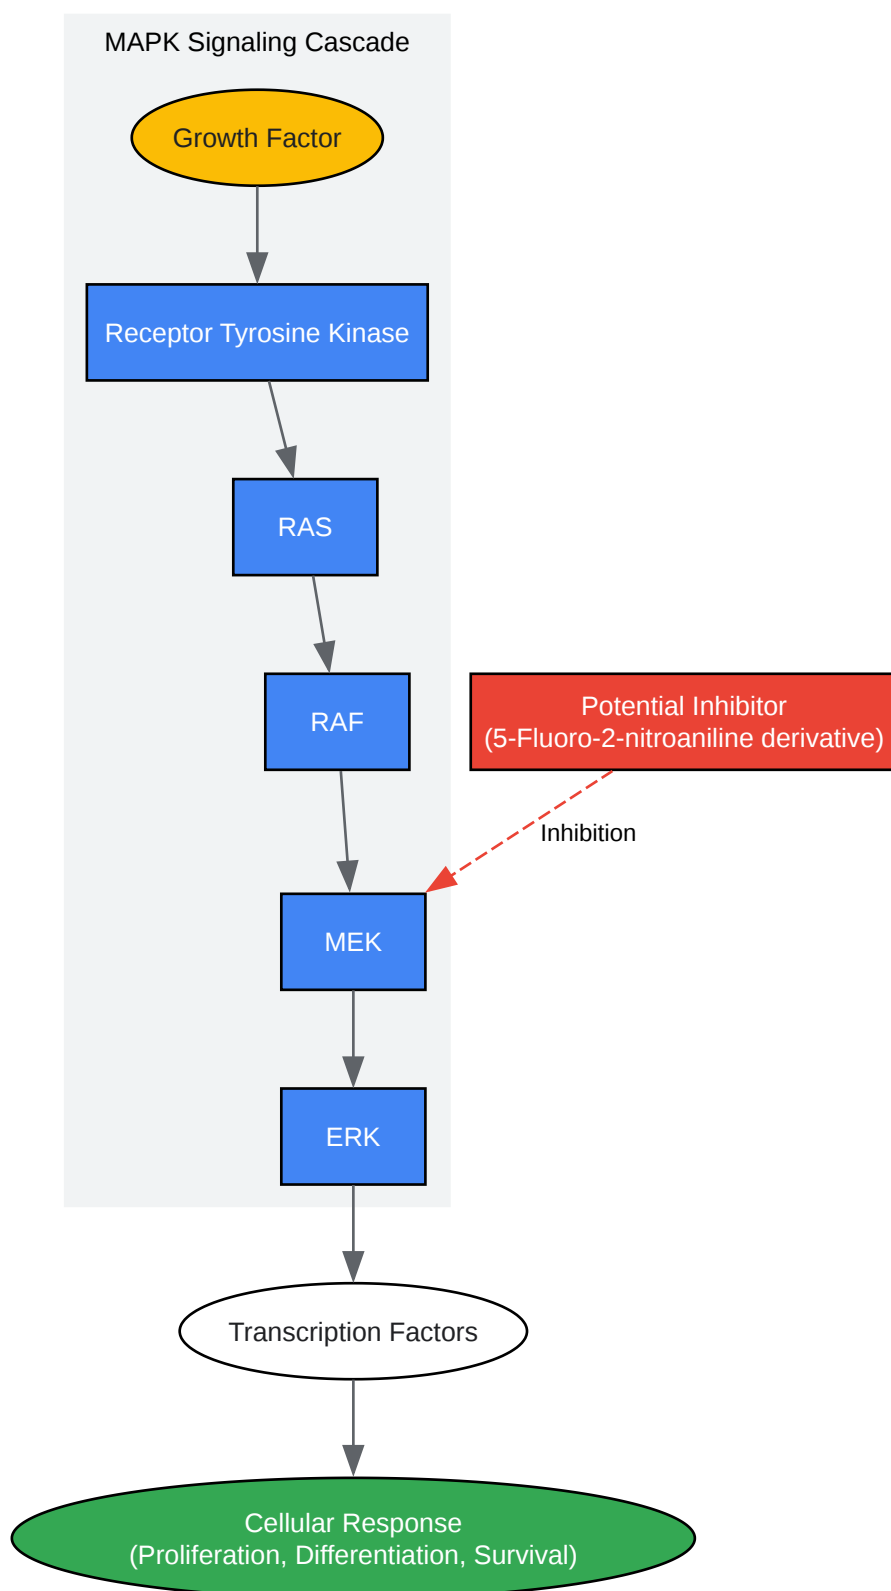 MAPK Signaling Cascade
Growth Factor
Receptor Tyrosine Kinase
RAS
RAF
Potential Inhibitor
(5-Fluoro-2-nitroaniline derivative)
Inhibition
MEK
ERK
Transcription Factors
Cellular Response
(Proliferation, Differentiation, Survival)